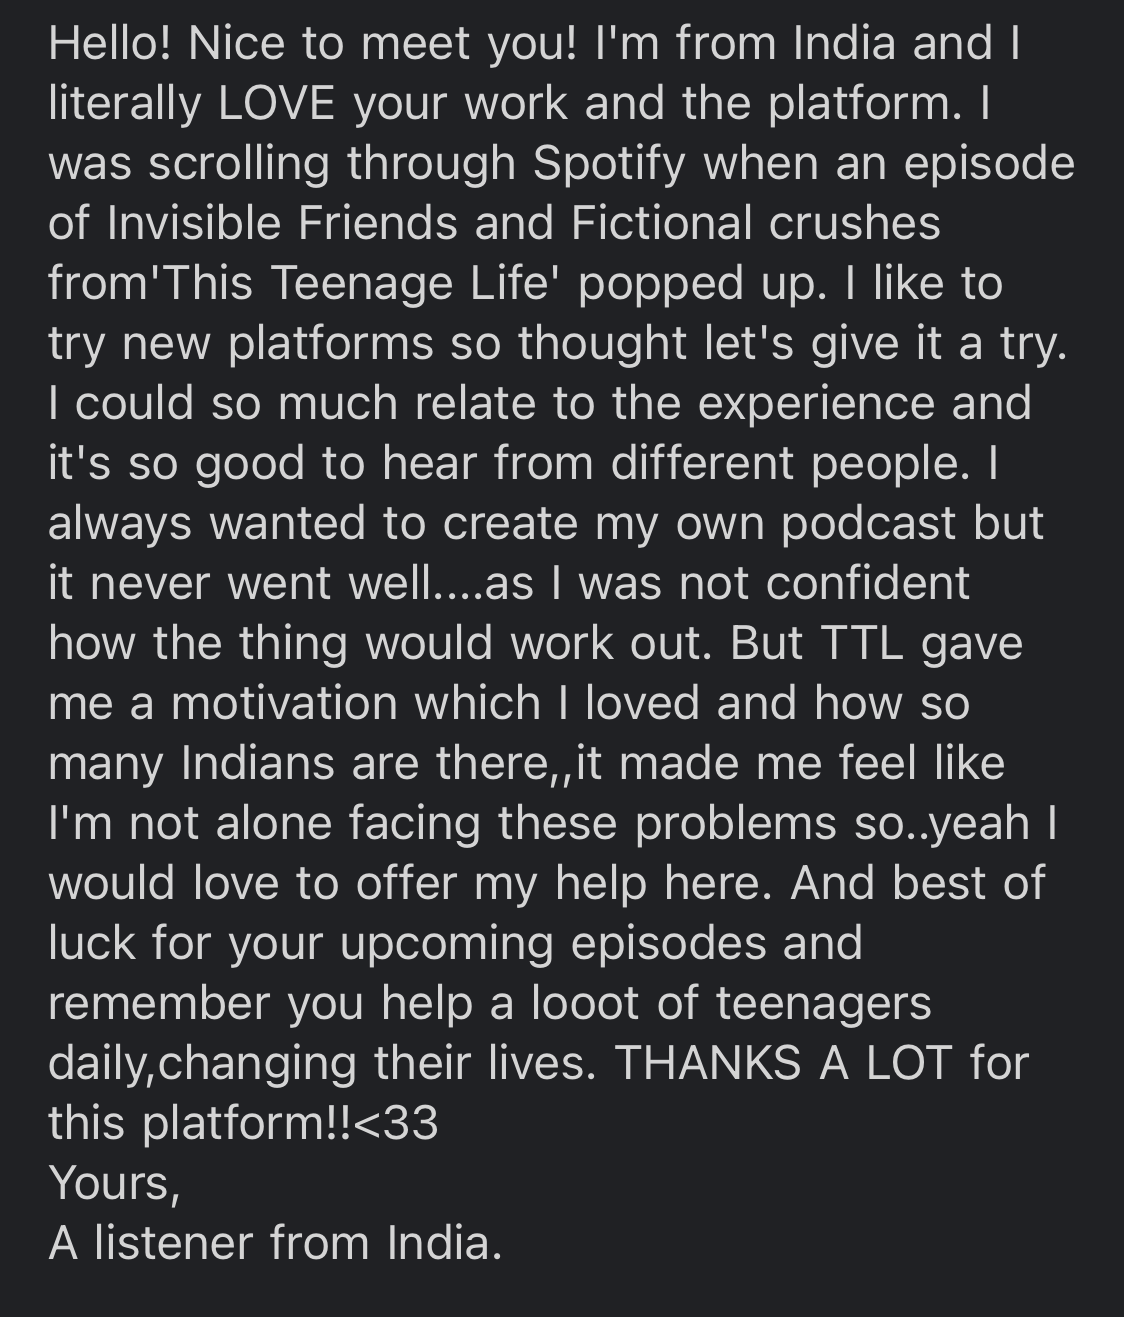 Hello! Nice to meet you! I'm from India and I
literally LOVE your work and the platform. I
was scrolling through Spotify when an episode
of Invisible Friends and Fictional crushes
from'This Teenage Life' popped up. I like to
try new platforms so thought let's give it a try.
I could so much relate to the experience and
it's so good to hear from different people. I
always wanted to create my own podcast but
it never went well....as I was not confident
how the thing would work out. But TTL gave
me a motivation which I loved and how so
many Indians are there,,it made me feel like
I'm not alone facing these problems so..yeah I
would love to offer my help here. And best of
luck for your upcoming episodes and
remember you help a looot of teenagers
daily,changing their lives. THANKS A LOT for
this platform!!<33
Yours,
A listener from India.